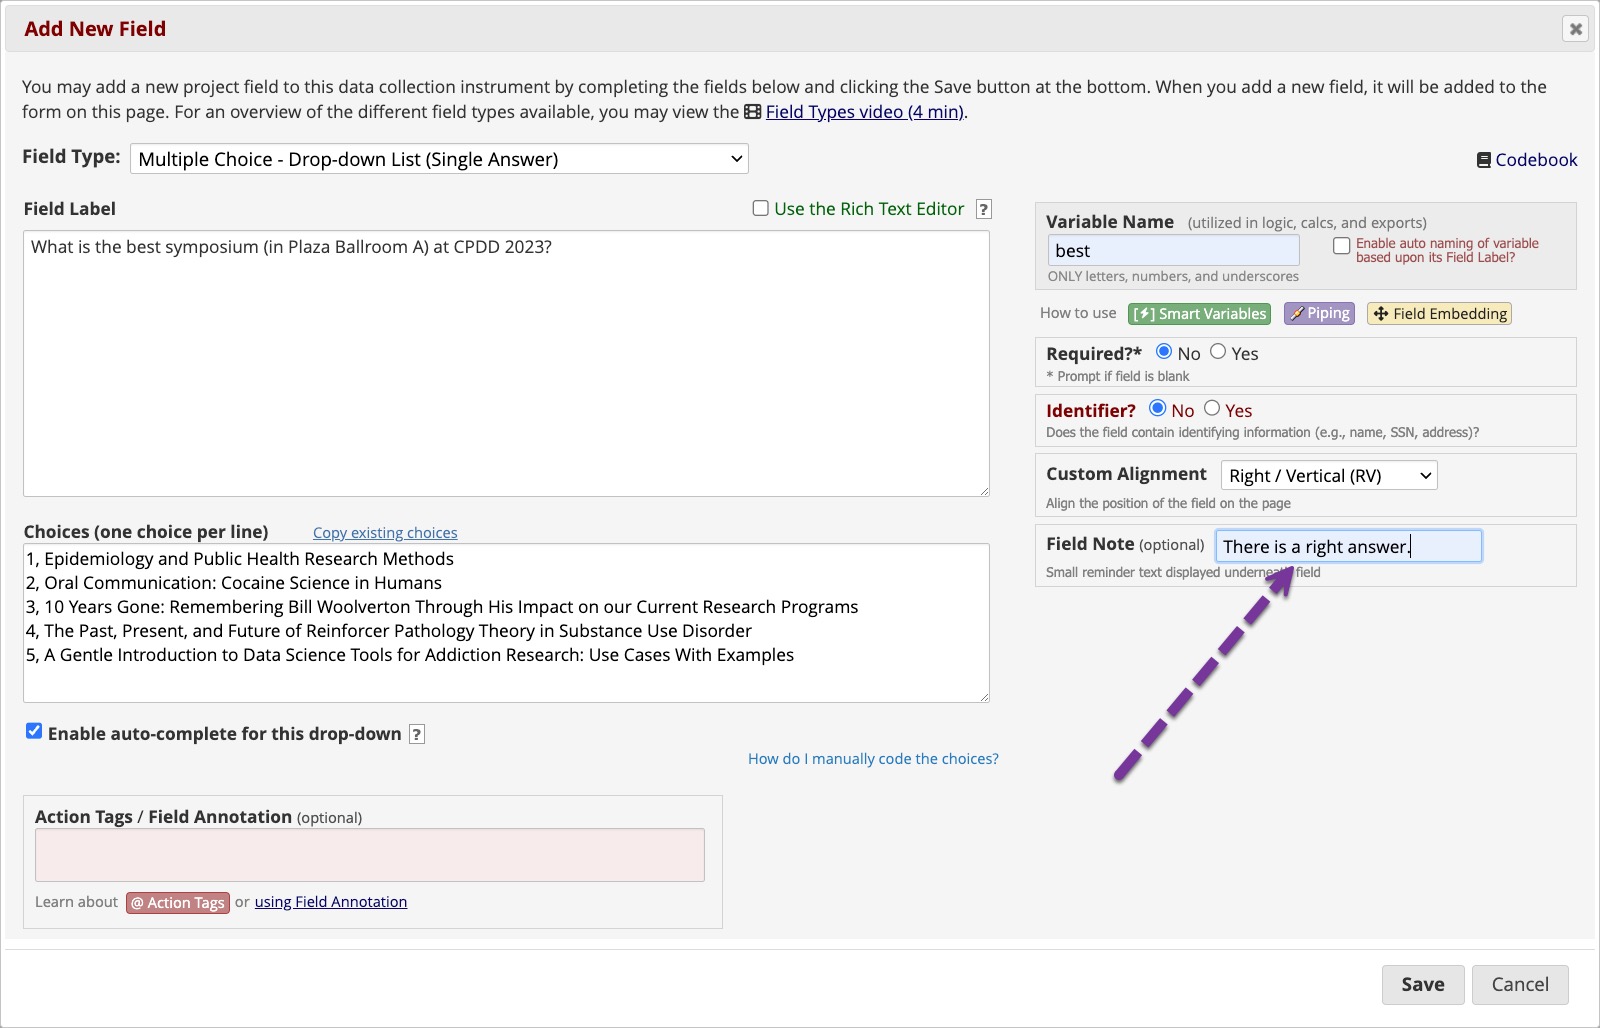 Add New Field
You may add a new project field to this data collection instrument by completing the fields below and clicking the Save button at the bottom. When you add a new field, it will be added to the
form on this page. For an overview of the different field types available, you may view the Field Types video (4 min).
Field Type: Multiple Choice - Drop-down List (Single Answer)
Codebook
Field Label
Use the Rich Text Editor ?
What is the best symposium (in Plaza Ballroom A) at CPDD 2023?
Choices (one choice per line) Copy existing choices
1, Epidemiology and Public Health Research Methods
2, Oral Communication: Cocaine Science in Humans
3, 10 Years Gone: Remembering Bill Woolverton Through His Impact on our Current Research Programs
4, The Past, Present, and Future of Reinforcer Pathology Theory in Substance Use Disorder
5, A Gentle Introduction to Data Science Tools for Addiction Research: Use Cases With Examples
Enable auto-complete for this drop-down ?
How do I manually code the choices?
Action Tags / Field Annotation (optional)
Learn about @ Action Tags or using Field Annotation
Variable Name (utilized in logic, calcs, and exports)
best
Enable auto naming of variable
based upon its Field Label?
ONLY letters, numbers, and underscores
How to use [⚡] Smart Variables Piping Field Embedding
Required?* No Yes
* Prompt if field is blank
Identifier? No Yes
Does the field contain identifying information (e.g., name, SSN, address)?
Custom Alignment Right / Vertical (RV)
Align the position of the field on the page
Field Note (optional) There is a right answer.
Small reminder text displayed underneath field
Save Cancel